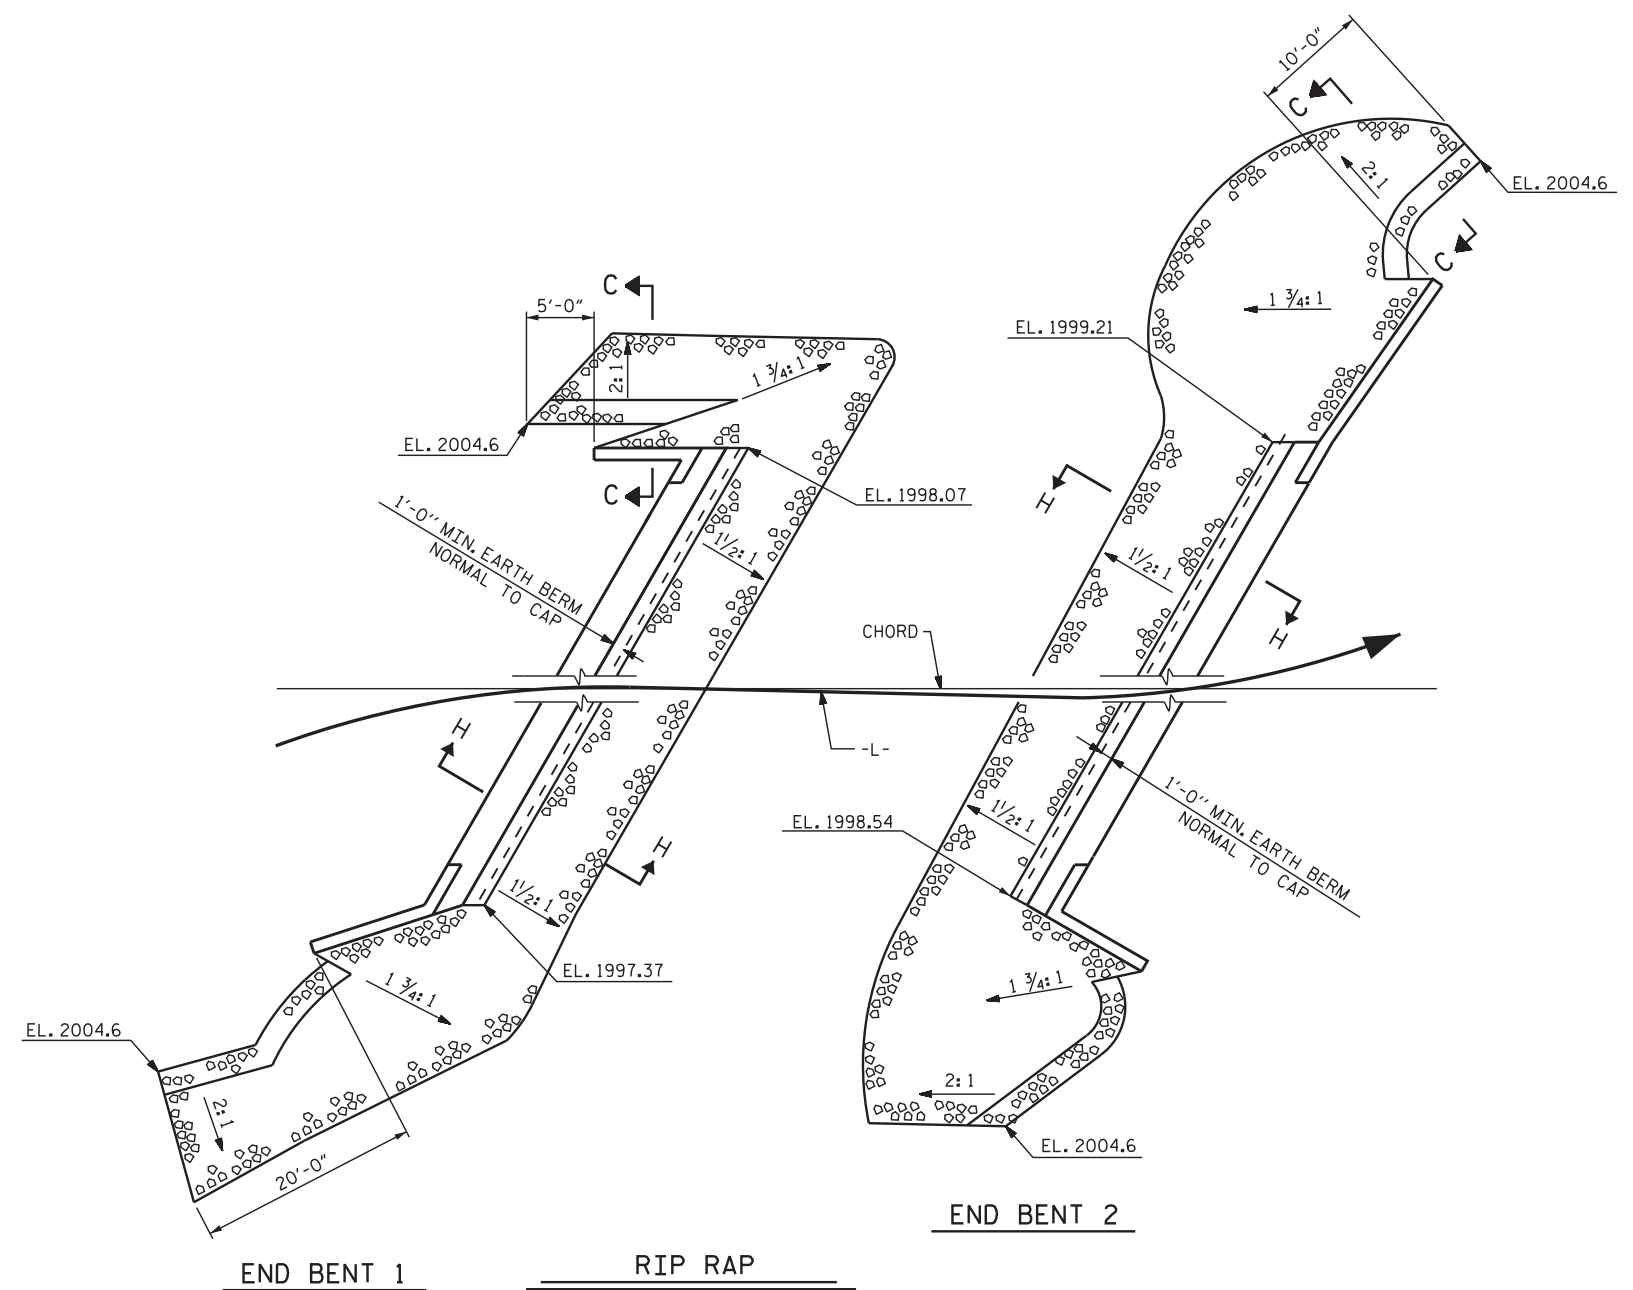 10'-0"
C
2:1
EL. 2004.6
C
C
5'-0"
1 3/4:1
EL. 1999.21
2:1
1 3/4:1
EL. 2004.6
C
EL. 1998.07
H
1'-0" MIN. EARTH BERM
NORMAL TO CAP
1 1/2:1
1 1/2:1
H
CHORD
H
-L-
1'-0" MIN. EARTH BERM
NORMAL TO CAP
EL. 1998.54
1 1/2:1
H
1 1/2:1
EL. 1997.37
1 3/4:1
1 3/4:1
EL. 2004.6
2:1
2:1
EL. 2004.6
20'-0"
END BENT 2
END BENT 1
RIP RAP